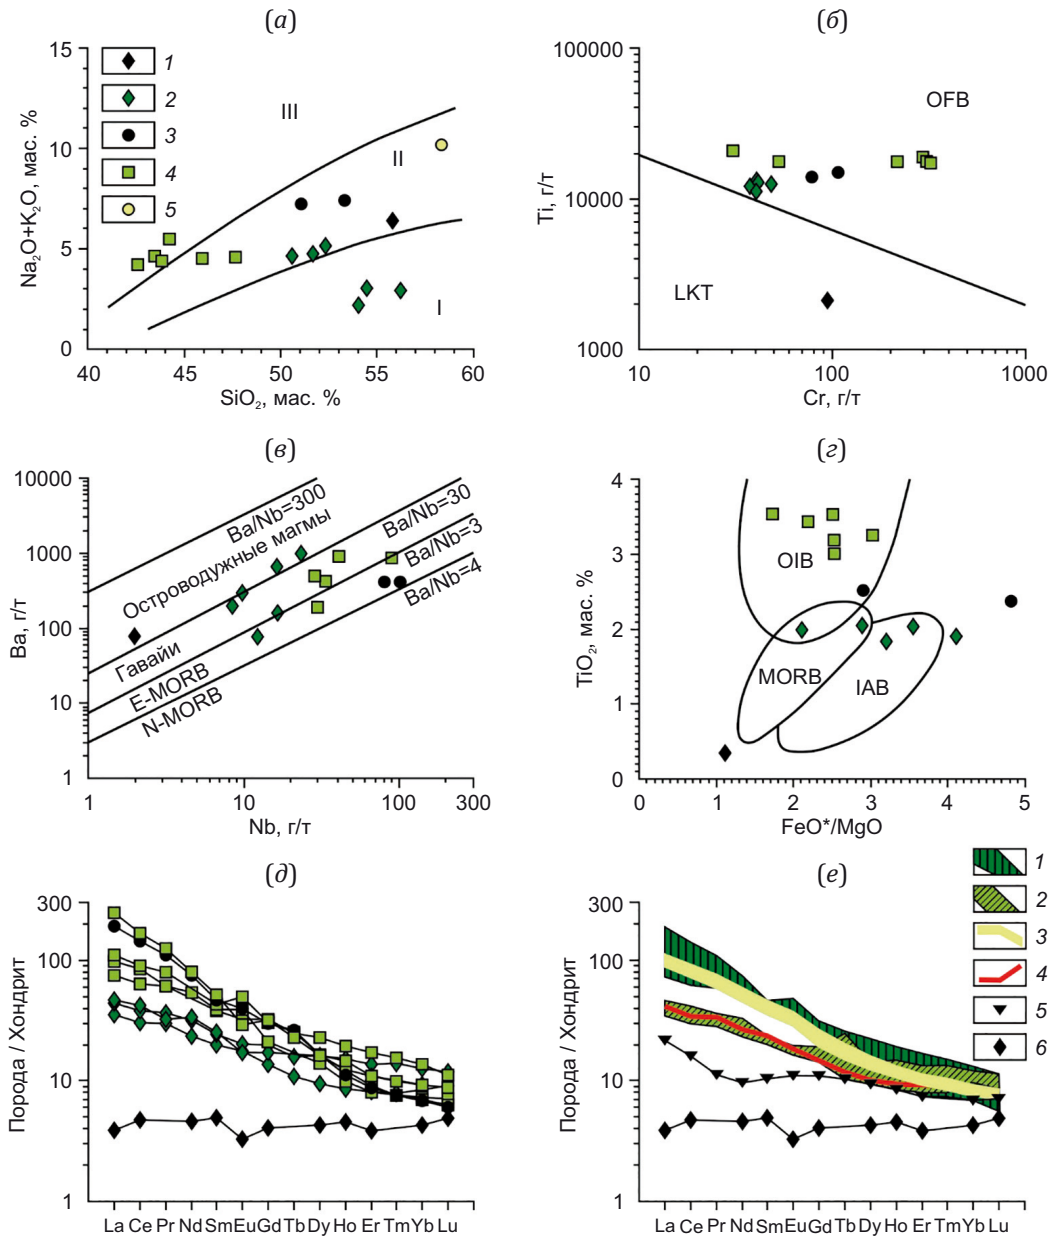 (а)
15
10
5
0
40
45
50
55
60
Na₂O+K₂O, мас. %
SiO₂, мас. %
1
2
3
4
5
III
II
I
(б)
100000
10000
1000
10
100
1000
Ti, г/т
Cr, г/т
OFB
LKT
(в)
10000
1000
100
10
1
1
10
100
300
Ba, г/т
Nb, г/т
Ba/Nb=300
Островодужные магмы
Ba/Nb=30
Ba/Nb=3
Ba/Nb=4
Гавайи
E-MORB
N-MORB
(г)
4
3
2
1
0
0
1
2
3
4
5
TiO₂, мас. %
FeO*/MgO
OIB
MORB
IAB
(д)
300
100
10
1
Порода / Хондрит
La Ce Pr Nd Sm Eu Gd Tb Dy Ho Er Tm Yb Lu
(е)
300
100
10
1
Порода / Хондрит
La Ce Pr Nd Sm Eu Gd Tb Dy Ho Er Tm Yb Lu
1
2
3
4
5
6